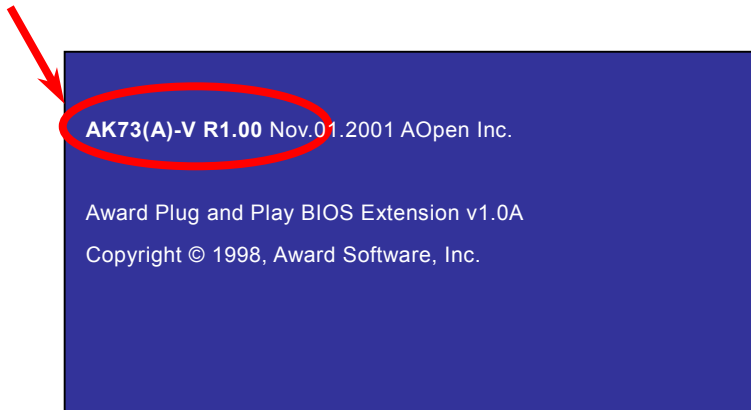 AK73(A)-V R1.00 Nov.01.2001 AOpen Inc.
Award Plug and Play BIOS Extension v1.0A
Copyright © 1998, Award Software, Inc.